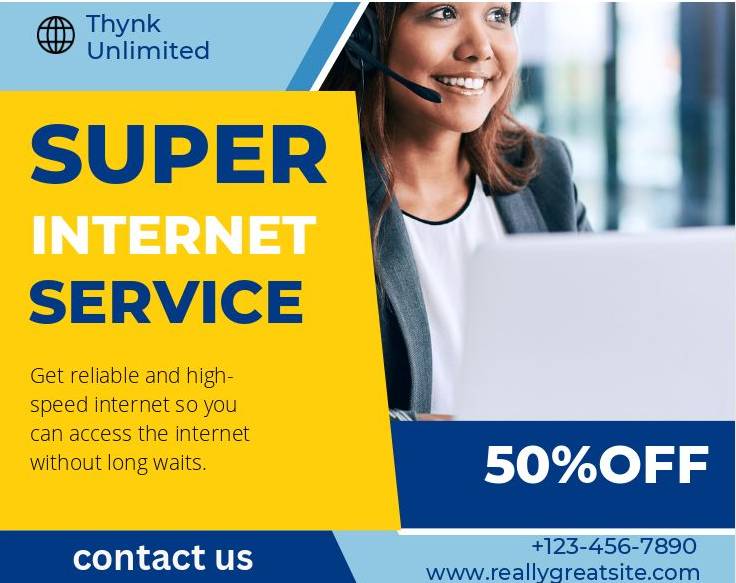 Thynk
Unlimited
SUPER
INTERNET
SERVICE
Get reliable and high-
speed internet so you
can access the internet
without long waits.
50%OFF
contact us
+123-456-7890
www.reallygreatsite.com